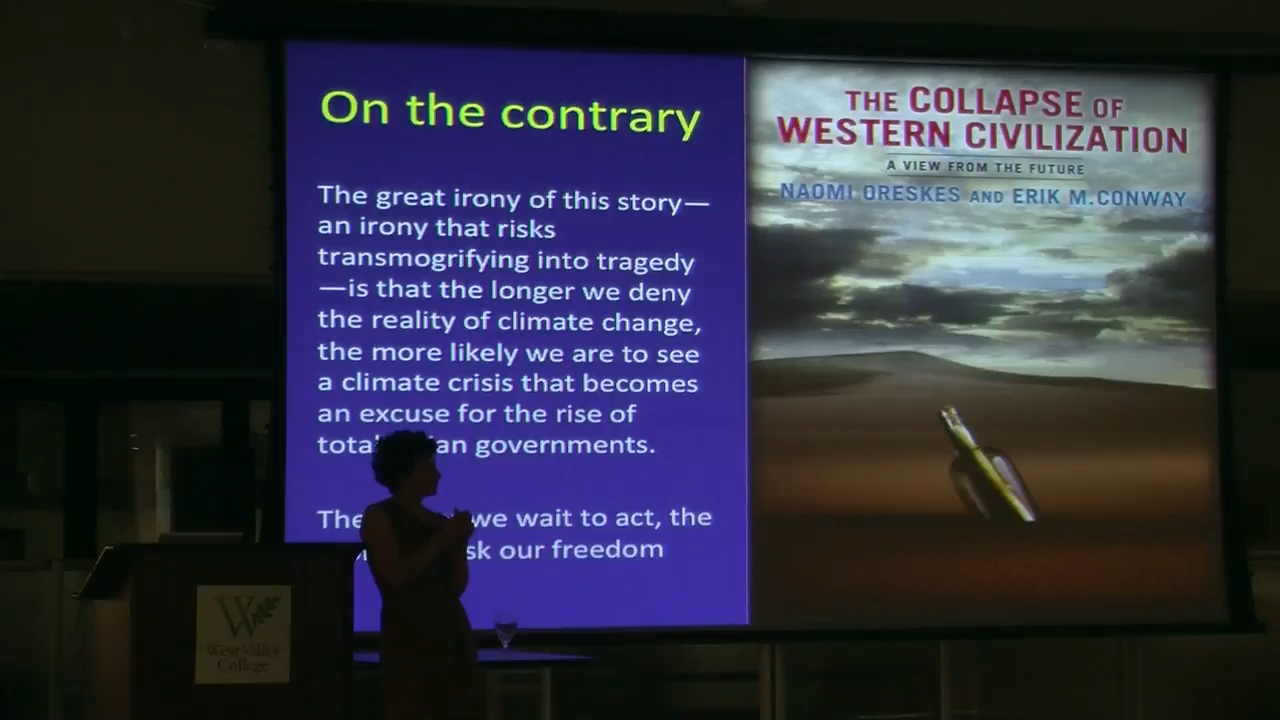 On the contrary
The great irony of this story—
an irony that risks
transmogrifying into tragedy
—is that the longer we deny
the reality of climate change,
the more likely we are to see
a climate crisis that becomes
an excuse for the rise of
governments.
we wait to act, the
our freedom
THE COLLAPSE OF
WESTERN CIVILIZATION
A VIEW FROM THE FUTURE
NAOMI ORESKES AND ERIK M. CONWAY
W
West Valley
College